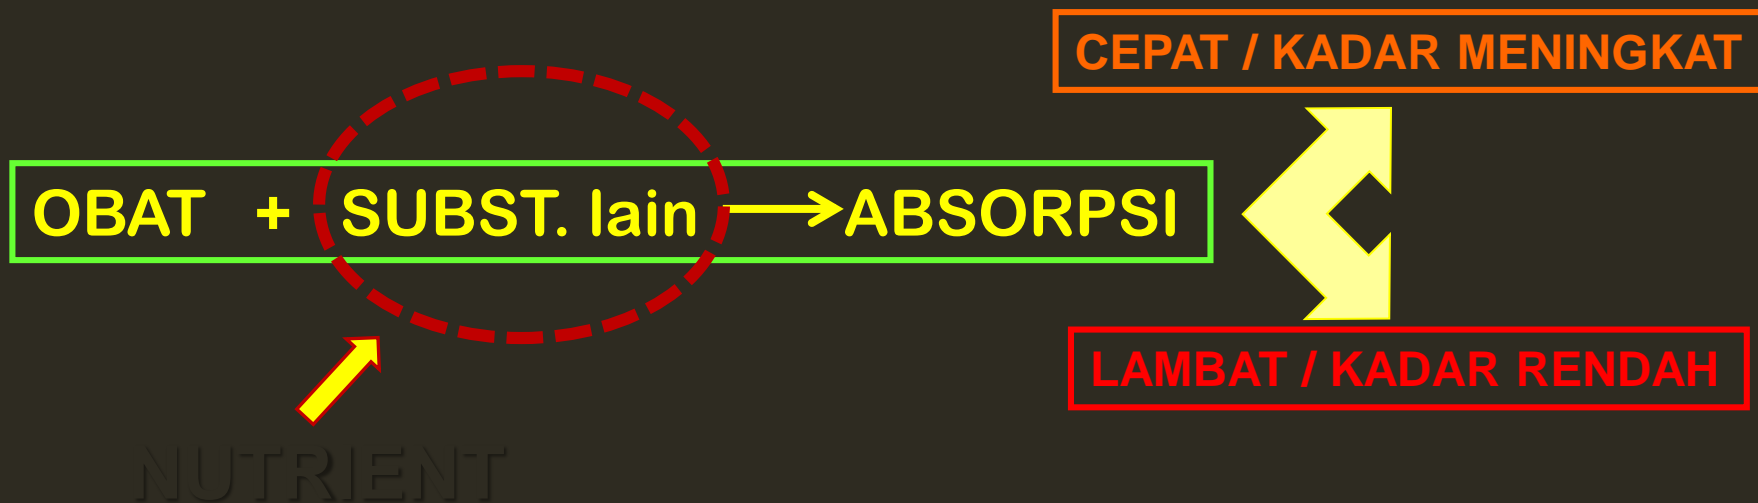 CEPAT / KADAR MENINGKAT
OBAT + SUBST. lain → ABSORPSI
LAMBAT / KADAR RENDAH
NUTRIENT